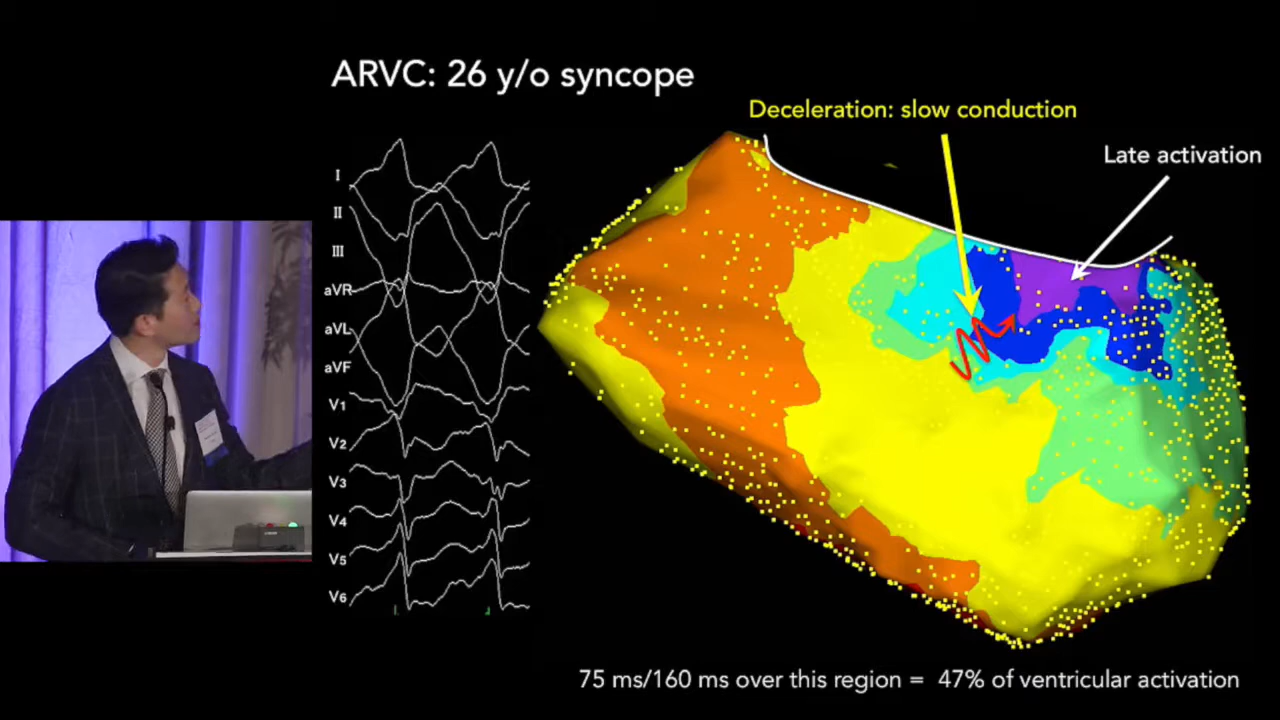 ARVC: 26 y/o syncope
Deceleration: slow conduction
Late activation
I
II
III
aVR
aVL
aVF
V1
V2
V3
V4
V5
V6
75 ms/160 ms over this region = 47% of ventricular activation